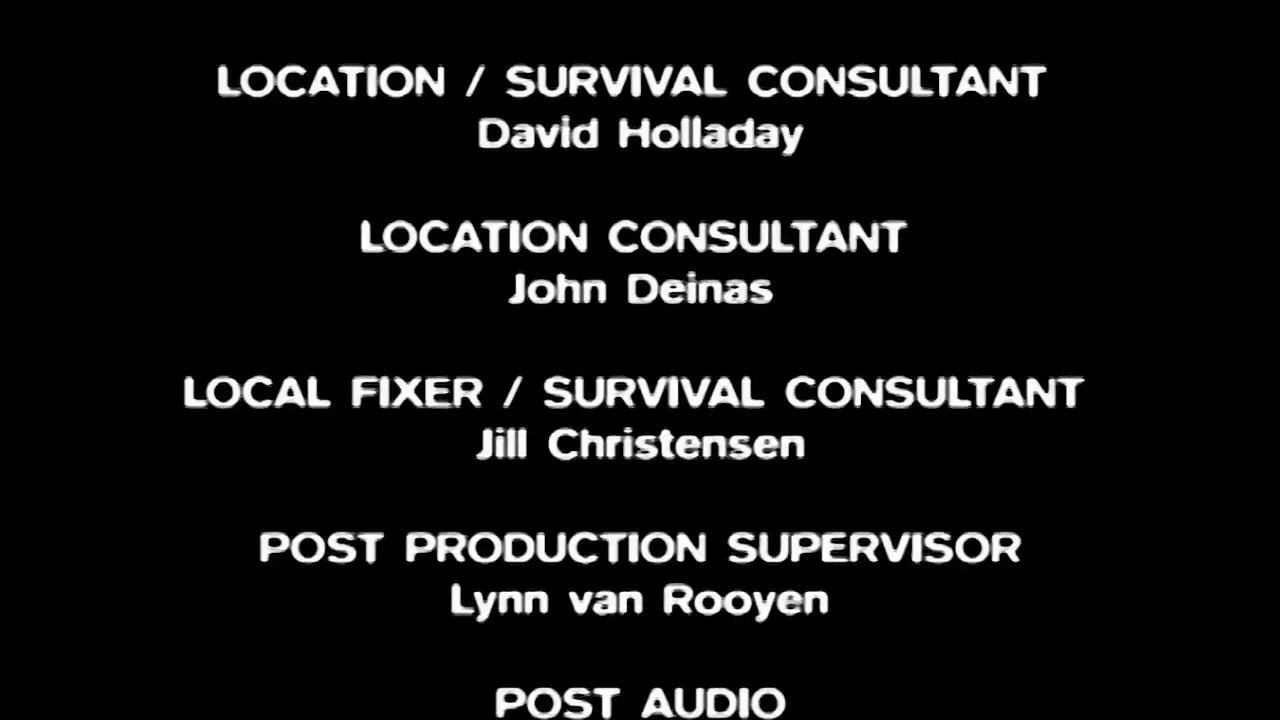 LOCATION / SURVIVAL CONSULTANT
David Holladay
LOCATION CONSULTANT
John Deinas
LOCAL FIXER / SURVIVAL CONSULTANT
Jill Christensen
POST PRODUCTION SUPERVISOR
Lynn van Rooyen
POST AUDIO